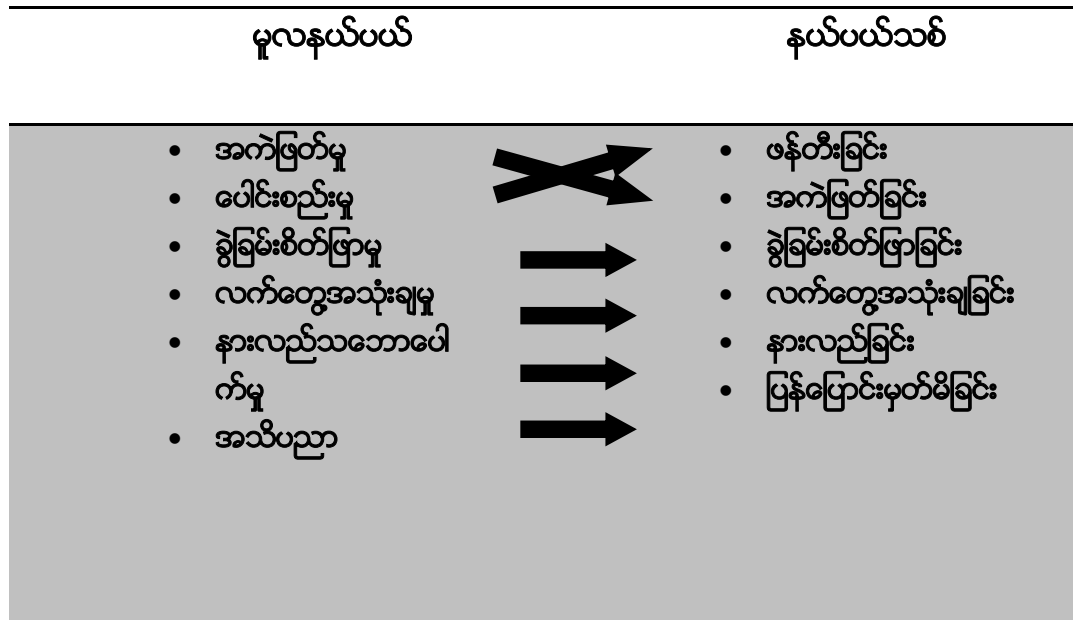 မူလနယ်ပယ် နယ်ပယ်သစ်
• အကဲဖြတ်မှု • ဖန်တီးခြင်း
• ပေါင်းစည်းမှု • အကဲဖြတ်ခြင်း
• ခွဲခြမ်းစိတ်ဖြာမှု • ခွဲခြမ်းစိတ်ဖြာခြင်း
• လက်တွေ့အသုံးချမှု • လက်တွေ့အသုံးချခြင်း
• နားလည်သဘောပေါ • နားလည်ခြင်း
က်မှု • ပြန်ပြောင်းမှတ်မိခြင်း
• အသိပညာ